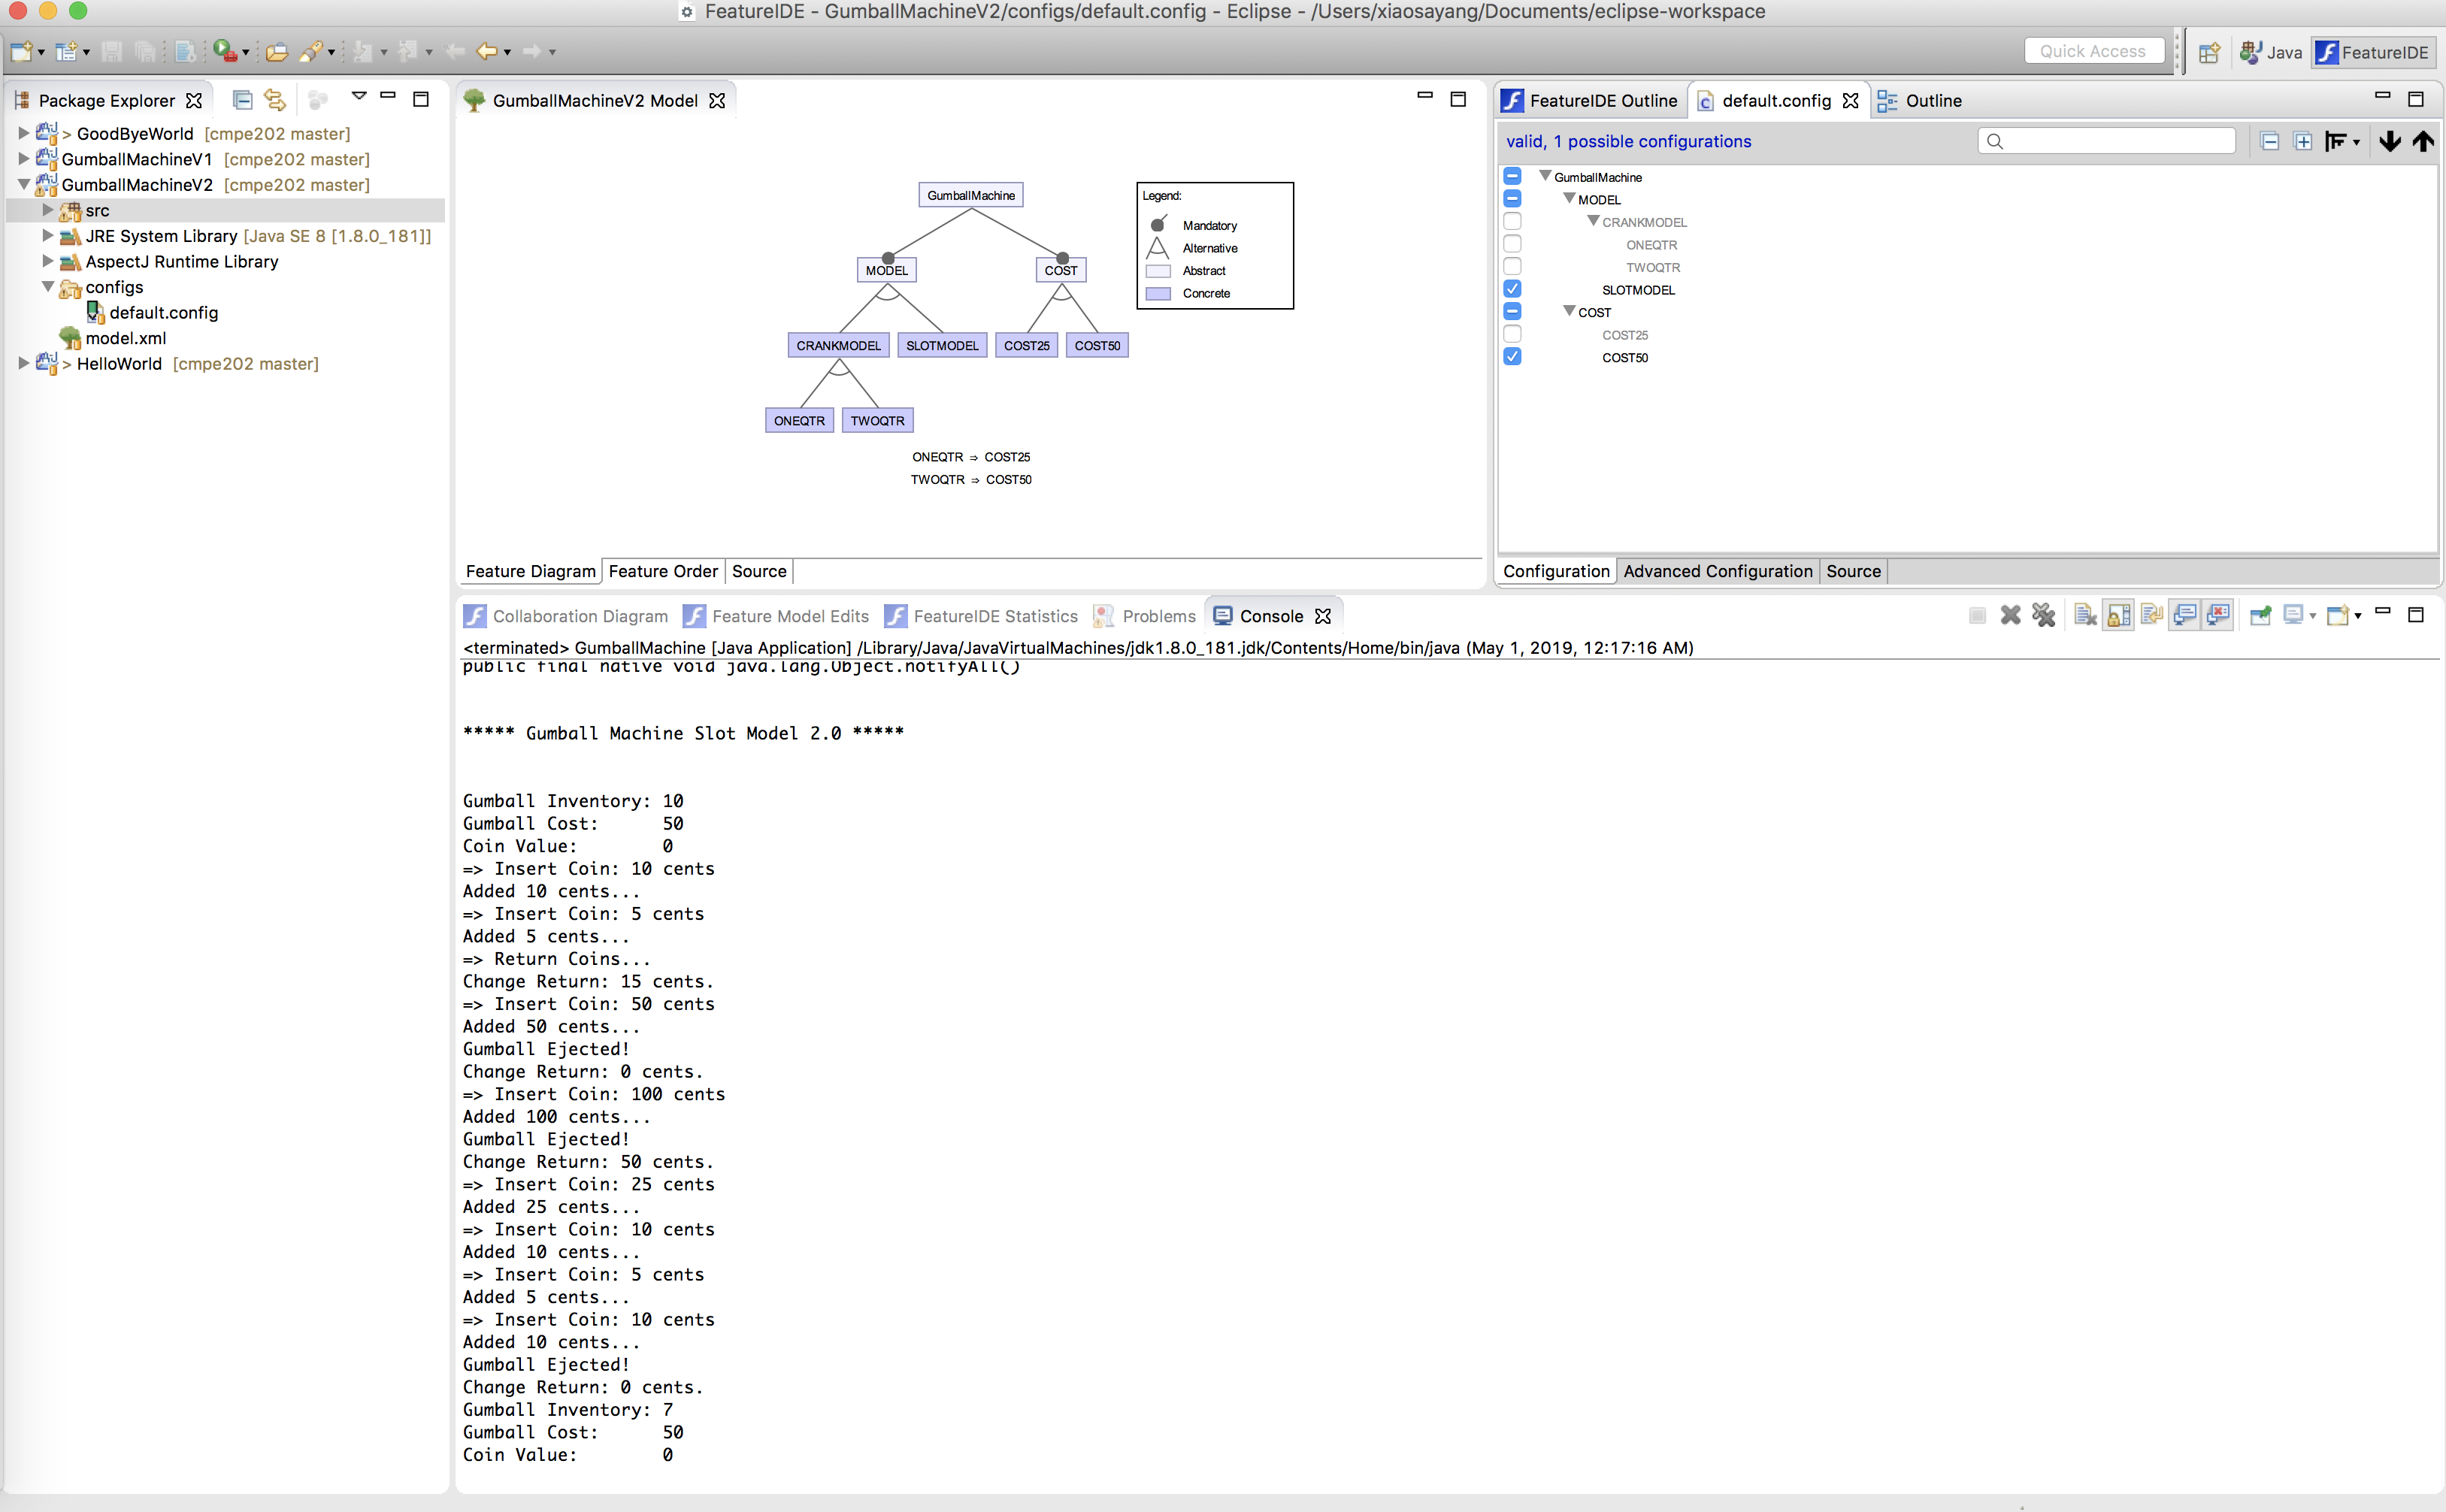 FeatureIDE - GumballMachineV2/configs/default.config - Eclipse - /Users/xiaosayang/Documents/eclipse-workspace
Quick Access
Java
FeatureIDE
Package Explorer
> GoodByeWorld [cmpe202 master]
GumballMachineV1 [cmpe202 master]
GumballMachineV2 [cmpe202 master]
src
JRE System Library [Java SE 8 [1.8.0_181]]
AspectJ Runtime Library
configs
default.config
model.xml
> HelloWorld [cmpe202 master]
GumballMachineV2 Model
GumballMachine
MODEL
COST
CRANKMODEL
SLOTMODEL
COST25
COST50
ONEQTR
TWOQTR
ONEQTR ⇒ COST25
TWOQTR ⇒ COST50
Legend:
Mandatory
Alternative
Abstract
Concrete
Feature Diagram
Feature Order
Source
FeatureIDE Outline
default.config
Outline
valid, 1 possible configurations
GumballMachine
MODEL
CRANKMODEL
ONEQTR
TWOQTR
SLOTMODEL
COST
COST25
COST50
Configuration
Advanced Configuration
Source
Collaboration Diagram
Feature Model Edits
FeatureIDE Statistics
Problems
Console
<terminated> GumballMachine [Java Application] /Library/Java/JavaVirtualMachines/jdk1.8.0_181.jdk/Contents/Home/bin/java (May 1, 2019, 12:17:16 AM)
public final native void java.lang.Object.notifyAll()
***** Gumball Machine Slot Model 2.0 *****
Gumball Inventory: 10
Gumball Cost: 50
Coin Value: 0
=> Insert Coin: 10 cents
Added 10 cents...
=> Insert Coin: 5 cents
Added 5 cents...
=> Return Coins...
Change Return: 15 cents.
=> Insert Coin: 50 cents
Added 50 cents...
Gumball Ejected!
Change Return: 0 cents.
=> Insert Coin: 100 cents
Added 100 cents...
Gumball Ejected!
Change Return: 50 cents.
=> Insert Coin: 25 cents
Added 25 cents...
=> Insert Coin: 10 cents
Added 10 cents...
=> Insert Coin: 5 cents
Added 5 cents...
=> Insert Coin: 10 cents
Added 10 cents...
Gumball Ejected!
Change Return: 0 cents.
Gumball Inventory: 7
Gumball Cost: 50
Coin Value: 0